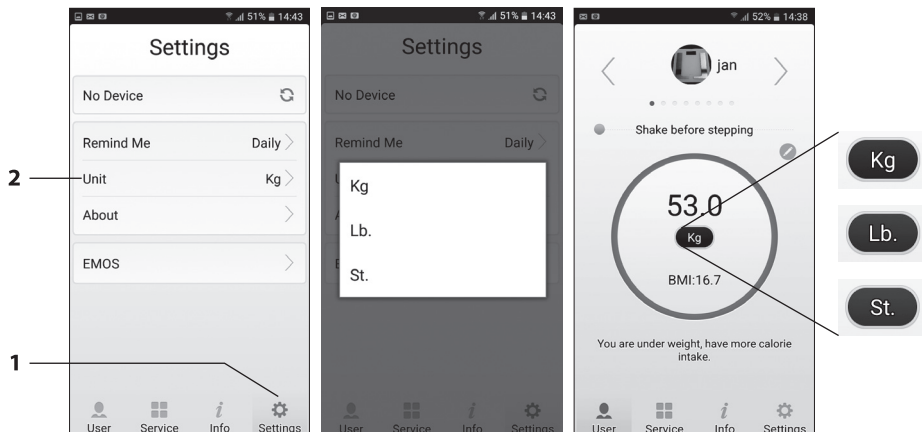 51% 14:43
Settings
No Device
Remind Me Daily
2 Unit Kg
About
EMOS
1
User Service Info Settings
51% 14:43
Settings
No Device
Remind Me Daily
Kg
Lb.
St.
User Service Info Settings
52% 14:38
jan
Shake before stepping
53.0
Kg
BMI:16.7
You are under weight, have more calorie
intake.
User Service Info Settings
Kg
Lb.
St.